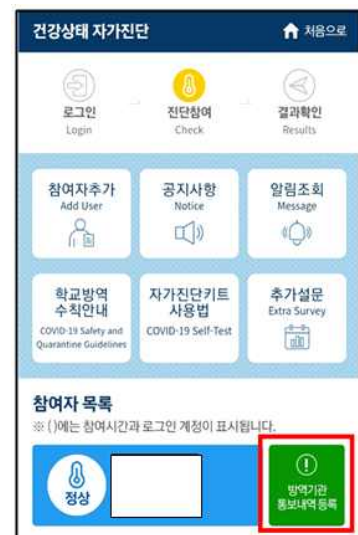 건강상태 자가진단
처음으로
로그인
Login
진단참여
Check
결과확인
Results
참여자추가
Add User
공지사항
Notice
알림조회
Message
학교방역
수칙안내
COVID-19 Safety and
Quarantine Guidelines
자가진단키트
사용법
COVID-19 Self-Test
추가설문
Extra Survey
참여자 목록
※ ( )에는 참여시간과 로그인 계정이 표시됩니다.
정상
방역기관
통보내역 등록